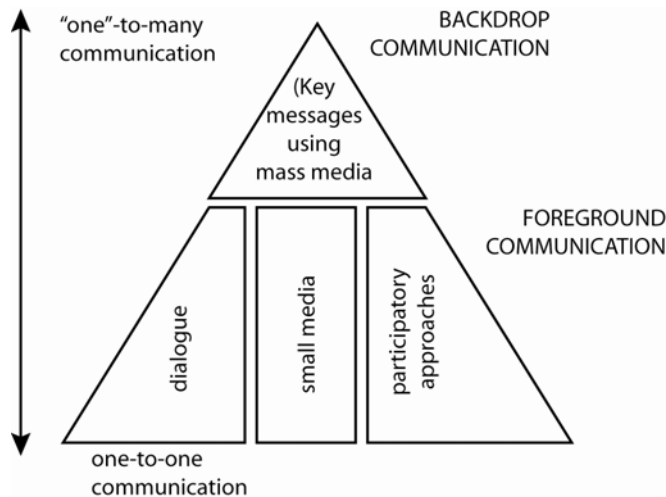 “one”-to-many
communication
BACKDROP
COMMUNICATION
(Key
messages
using
mass media
FOREGROUND
COMMUNICATION
dialogue
small media
participatory
approaches
one-to-one
communication